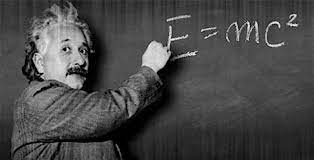 E = mc²